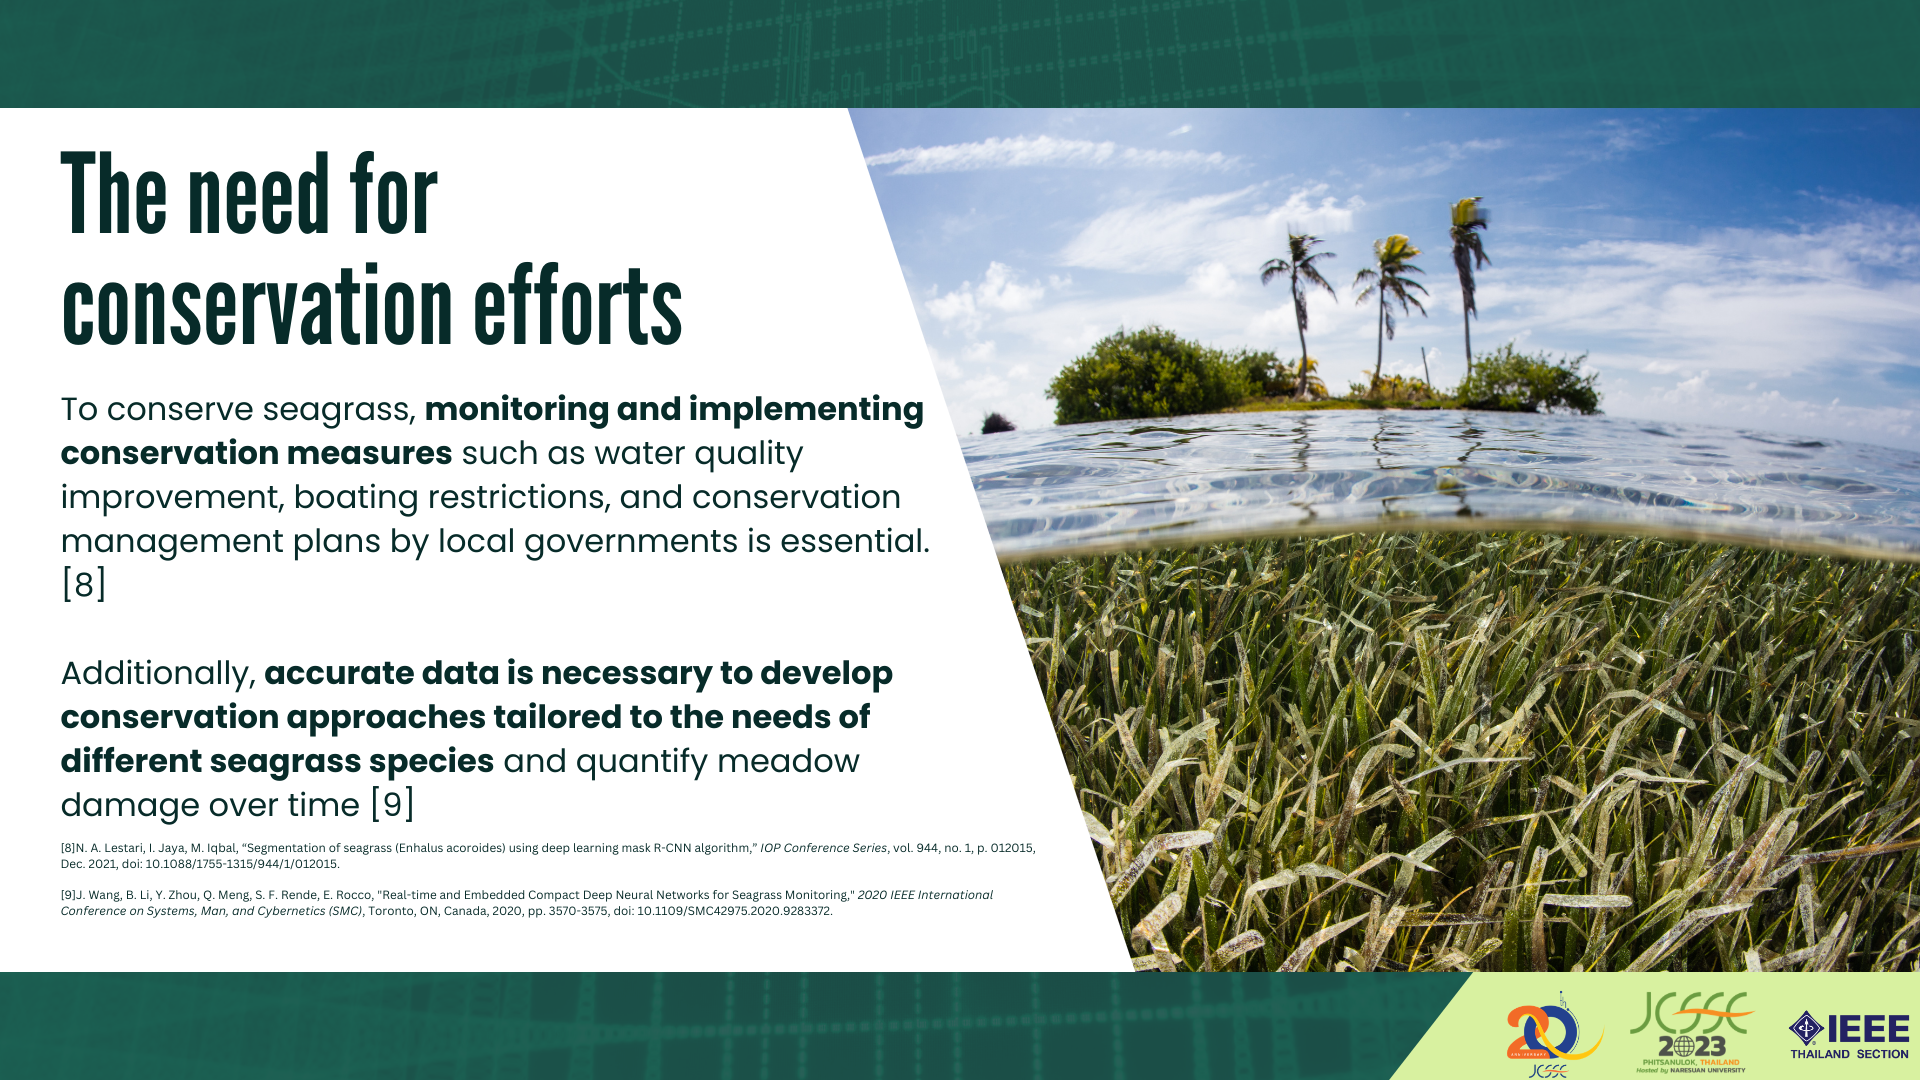 The need for
conservation efforts
To conserve seagrass, monitoring and implementing
conservation measures such as water quality
improvement, boating restrictions, and conservation
management plans by local governments is essential.
[8]
Additionally, accurate data is necessary to develop
conservation approaches tailored to the needs of
different seagrass species and quantify meadow
damage over time [9]
[8]N. A. Lestari, I. Jaya, M. Iqbal, “Segmentation of seagrass (Enhalus acoroides) using deep learning mask R-CNN algorithm,” IOP Conference Series, vol. 944, no. 1, p. 012015,
Dec. 2021, doi: 10.1088/1755-1315/944/1/012015.
[9]J. Wang, B. Li, Y. Zhou, Q. Meng, S. F. Rende, E. Rocco, "Real-time and Embedded Compact Deep Neural Networks for Seagrass Monitoring," 2020 IEEE International
Conference on Systems, Man, and Cybernetics (SMC), Toronto, ON, Canada, 2020, pp. 3570-3575, doi: 10.1109/SMC42975.2020.9283372.
20
JCSSE
JCSSE
2023
PHITSANULOK, THAILAND
Hosted by NARESUAN UNIVERSITY
IEEE
THAILAND SECTION